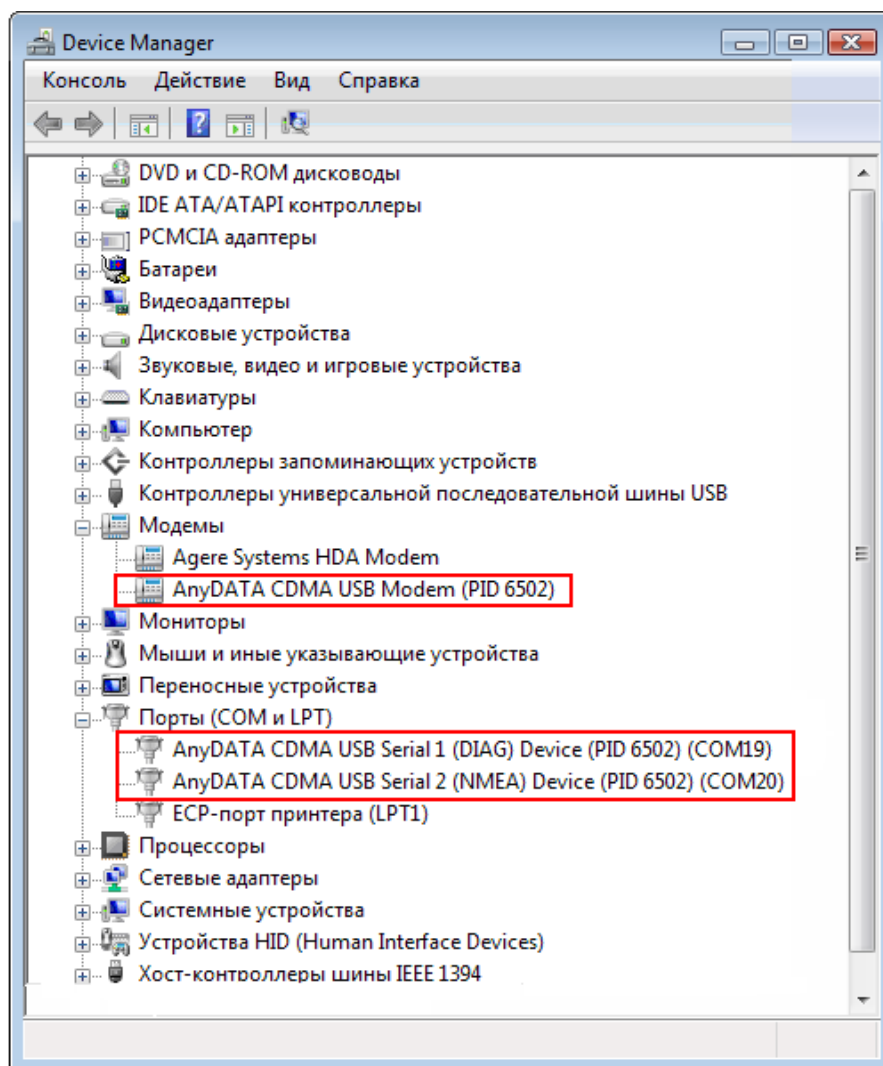 Device Manager
Консоль Действие Вид Справка
DVD и CD-ROM дисководы
IDE ATA/ATAPI контроллеры
PCMCIA адаптеры
Батареи
Видеоадаптеры
Дисковые устройства
Звуковые, видео и игровые устройства
Клавиатуры
Компьютер
Контроллеры запоминающих устройств
Контроллеры универсальной последовательной шины USB
Модемы
Agere Systems HDA Modem
AnyDATA CDMA USB Modem (PID 6502)
Мониторы
Мыши и иные указывающие устройства
Переносные устройства
Порты (COM и LPT)
AnyDATA CDMA USB Serial 1 (DIAG) Device (PID 6502) (COM19)
AnyDATA CDMA USB Serial 2 (NMEA) Device (PID 6502) (COM20)
ECP-порт принтера (LPT1)
Процессоры
Сетевые адаптеры
Системные устройства
Устройства HID (Human Interface Devices)
Хост-контроллеры шины IEEE 1394